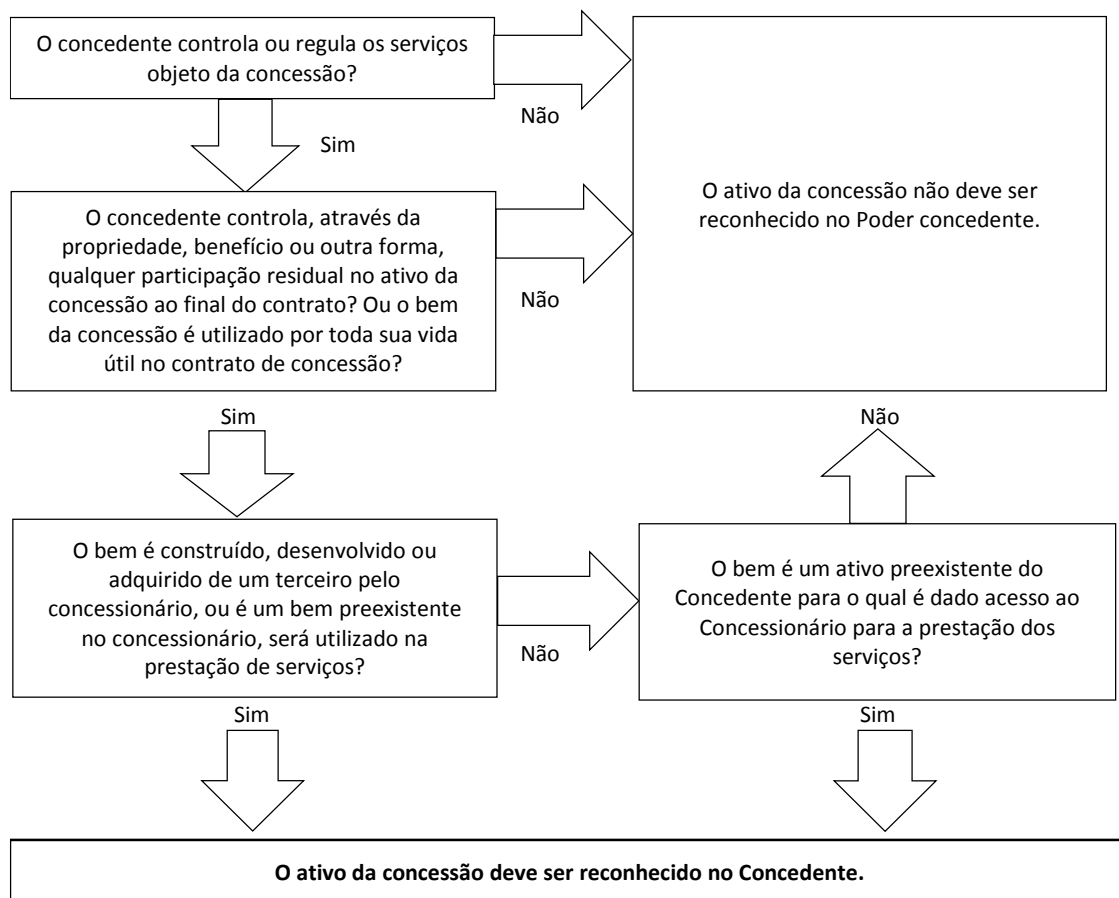 O concedente controla ou regula os serviços
objeto da concessão?
Não
Sim
O ativo da concessão não deve ser
reconhecido no Poder concedente.
O concedente controla, através da
propriedade, benefício ou outra forma,
qualquer participação residual no ativo da
concessão ao final do contrato? Ou o bem
da concessão é utilizado por toda sua vida
útil no contrato de concessão?
Não
Sim
Não
O bem é construído, desenvolvido ou
adquirido de um terceiro pelo
concessionário, ou é um bem preexistente
no concessionário, será utilizado na
prestação de serviços?
Não
O bem é um ativo preexistente do
Concedente para o qual é dado acesso ao
Concessionário para a prestação dos
serviços?
Sim
Sim
O ativo da concessão deve ser reconhecido no Concedente.